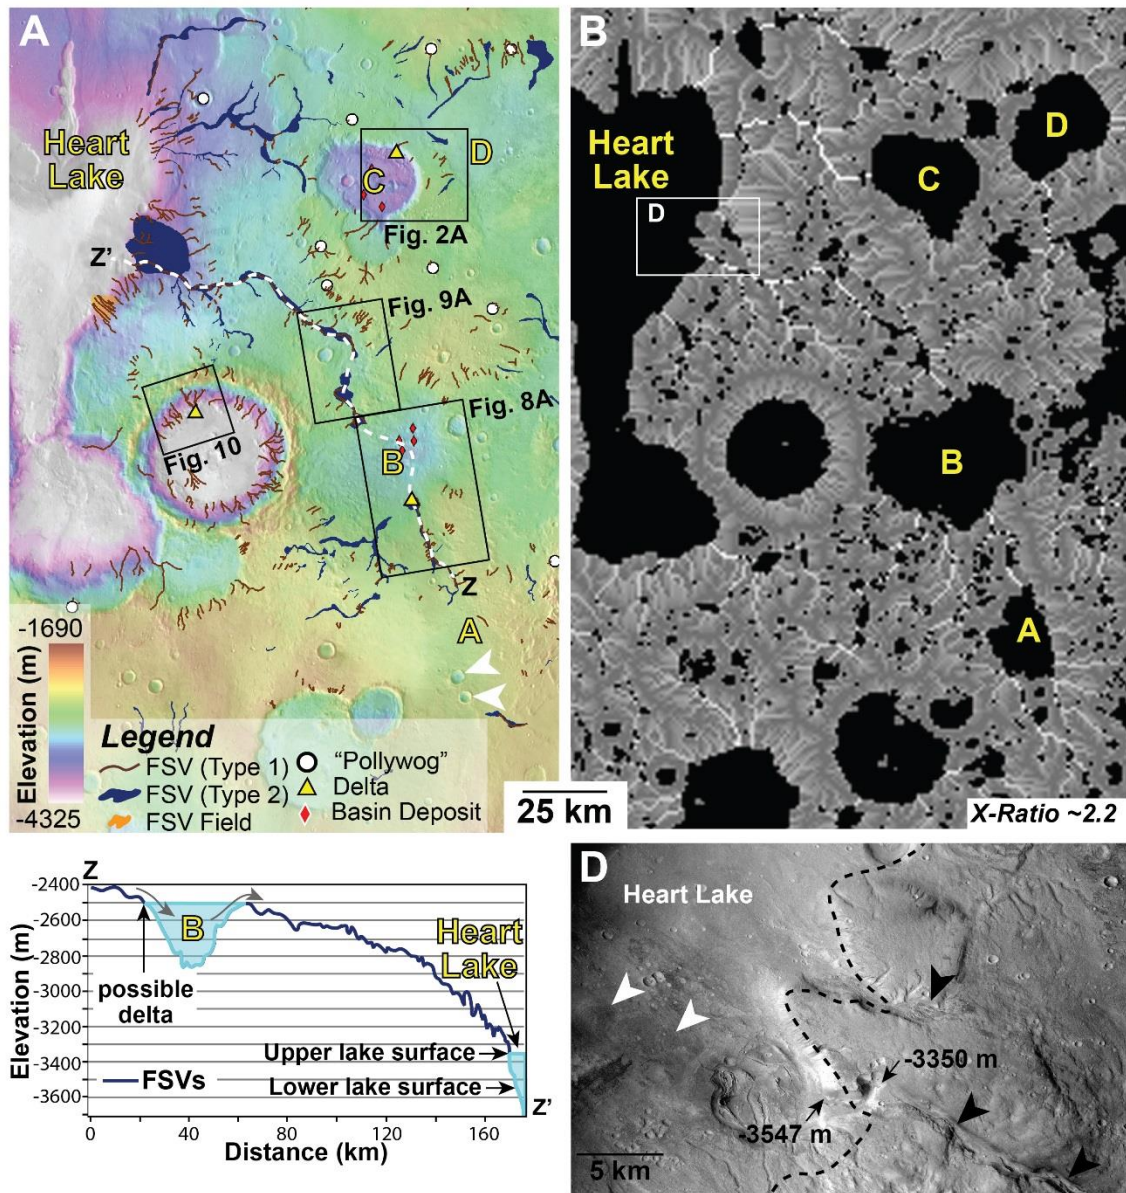 A
Heart
Lake
Z'
D
C
Fig. 2A
Fig. 9A
Fig. 8A
Fig. 10
B
Z
A
-1690
Elevation (m)
-4325
Legend
FSV (Type 1)
FSV (Type 2)
FSV Field
"Pollywog"
Delta
Basin Deposit
25 km
B
Heart
Lake
D
C
D
B
A
X-Ratio ~2.2
Z
-2400
-2600
-2800
-3000
-3200
-3400
-3600
Elevation (m)
B
Heart
Lake
possible
delta
Upper lake surface
Lower lake surface
FSVs
Z'
0
40
80
120
160
Distance (km)
D
Heart Lake
-3350 m
-3547 m
5 km